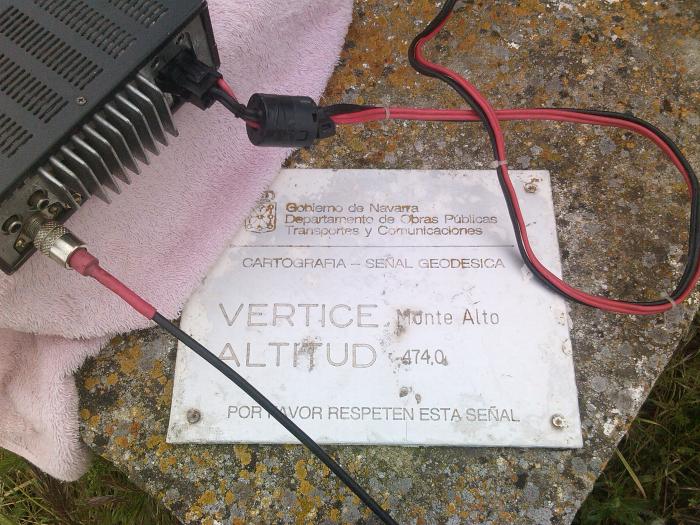 Gobierno de Navarra
Departamento de Obras Públicas
Transportes y Comunicaciones
CARTOGRAFIA - SEÑAL GEODESICA
VERTICE Monte Alto
ALTITUD 474,0
POR FAVOR RESPETEN ESTA SEÑAL